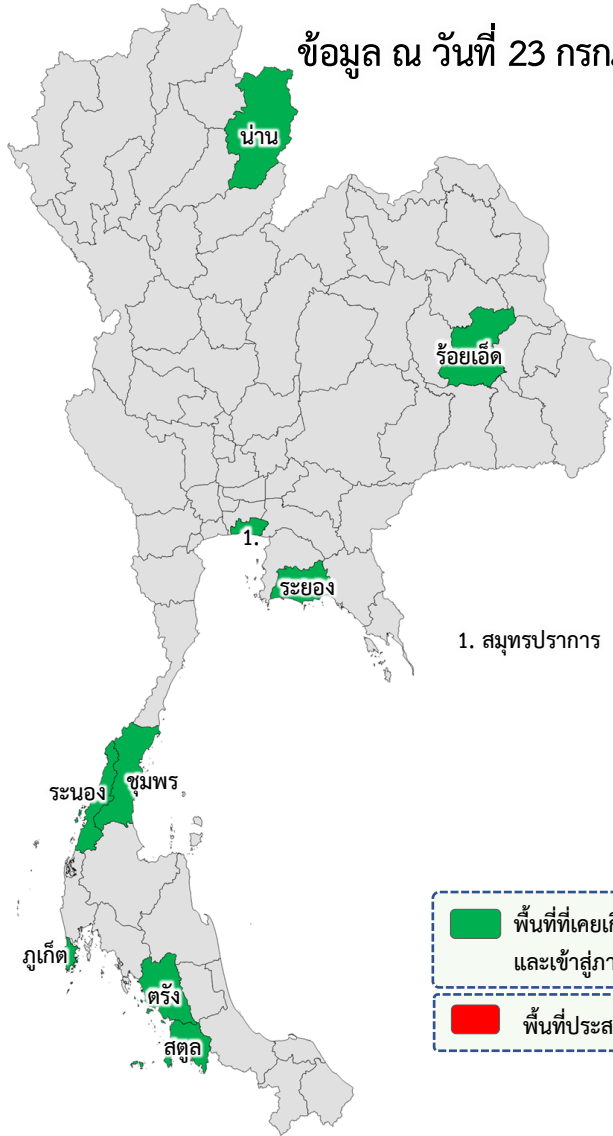 ข้อมูล ณ วันที่ 23 กรก
น่าน
ร้อยเอ็ด
1.
ระยอง
1. สมุทรปราการ
ระนอง
ชุมพร
ภูเก็ต
ตรัง
สตูล
พื้นที่ที่เคยเกิ
และเข้าสู่ภา
พื้นที่ประส